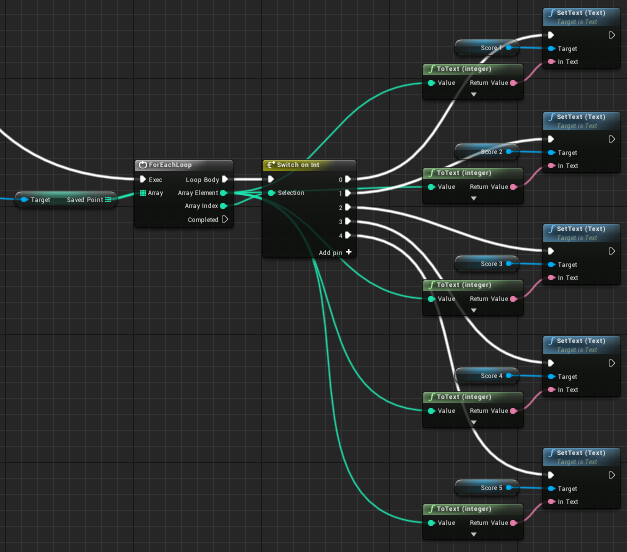 SetText (Text)
Target is Text
Score 1
Target
In Text
ToText (integer)
Value
Return Value
SetText (Text)
Target is Text
Score 2
Target
In Text
ToText (integer)
Value
Return Value
ForEachLoop
Exec
Loop Body
Array
Array Element
Array Index
Completed
Target
Saved Point
Switch on Int
Selection
0
1
2
3
4
Add pin
SetText (Text)
Target is Text
Score 3
Target
In Text
ToText (integer)
Value
Return Value
SetText (Text)
Target is Text
Score 4
Target
In Text
ToText (integer)
Value
Return Value
SetText (Text)
Target is Text
Score 5
Target
In Text
ToText (integer)
Value
Return Value